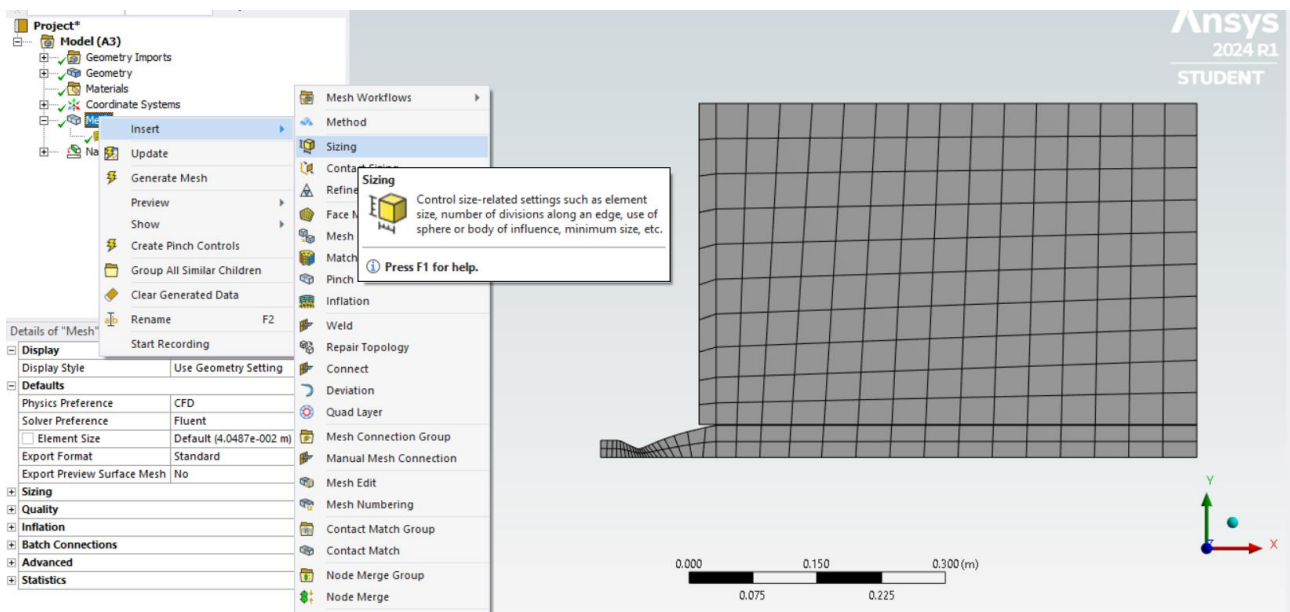 Project*
Model (A3)
Geometry Imports
Geometry
Materials
Coordinate Systems
Insert
Update
Generate Mesh
Preview
Show
Create Pinch Controls
Group All Similar Children
Clear Generated Data
Rename F2
Start Recording
Mesh Workflows
Method
Sizing
Sizing
Control size-related settings such as element
size, number of divisions along an edge, use of
sphere or body of influence, minimum size, etc.
Press F1 for help.
Pinch
Inflation
Weld
Repair Topology
Connect
Deviation
Quad Layer
Mesh Connection Group
Manual Mesh Connection
Mesh Edit
Mesh Numbering
Contact Match Group
Contact Match
Node Merge Group
Node Merge
Details of "Mesh"
Display
Display Style Use Geometry Setting
Defaults
Physics Preference CFD
Solver Preference Fluent
Element Size Default (4.0487e-002 m)
Export Format Standard
Export Preview Surface Mesh No
Sizing
Quality
Inflation
Batch Connections
Advanced
Statistics
Ansys
2024 R1
STUDENT
0.000 0.150 0.300 (m)
0.075 0.225
Y
X